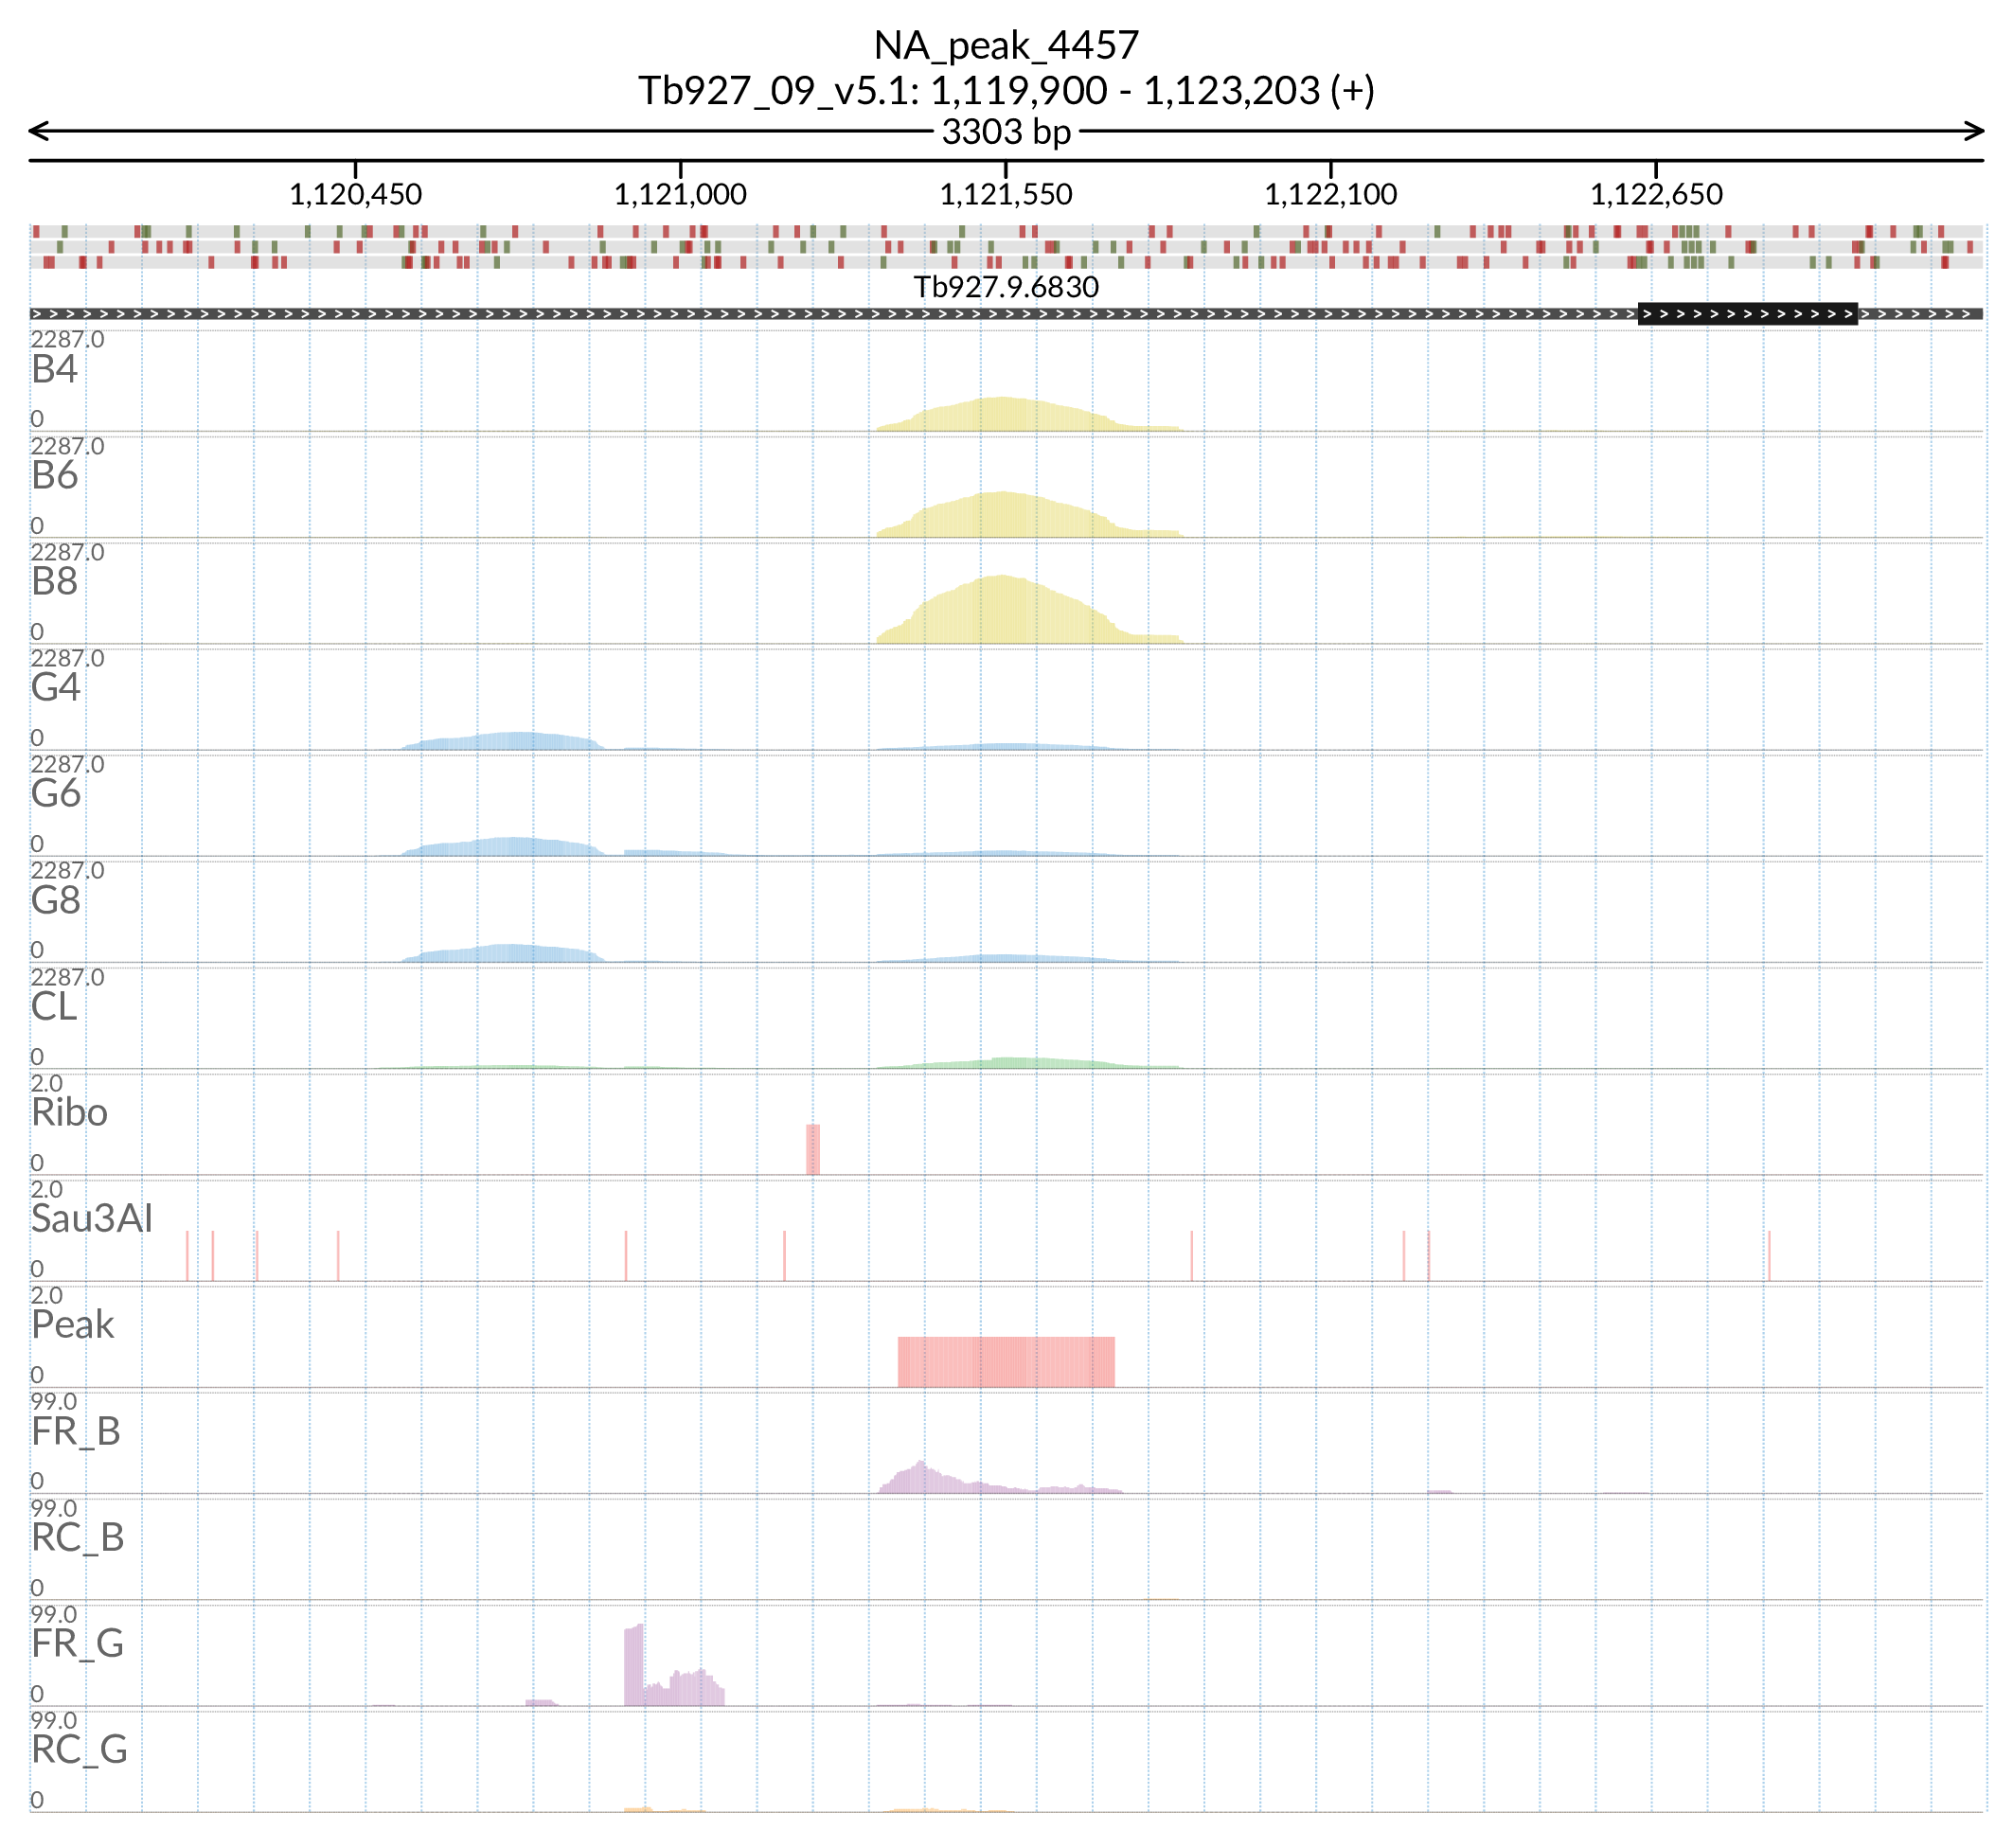 NA_peak_4457
Tb927_09_v5.1: 1,119,900 - 1,123,203 (+)
3303 bp
1,120,450 1,121,000 1,121,550 1,122,100 1,122,650
Tb927.9.6830
2287.0
B4
0
2287.0
B6
0
2287.0
B8
0
2287.0
G4
0
2287.0
G6
0
2287.0
G8
0
2287.0
CL
0
2.0
Ribo
0
2.0
Sau3AI
0
2.0
Peak
0
99.0
FR_B
0
99.0
RC_B
0
99.0
FR_G
0
99.0
RC_G
0